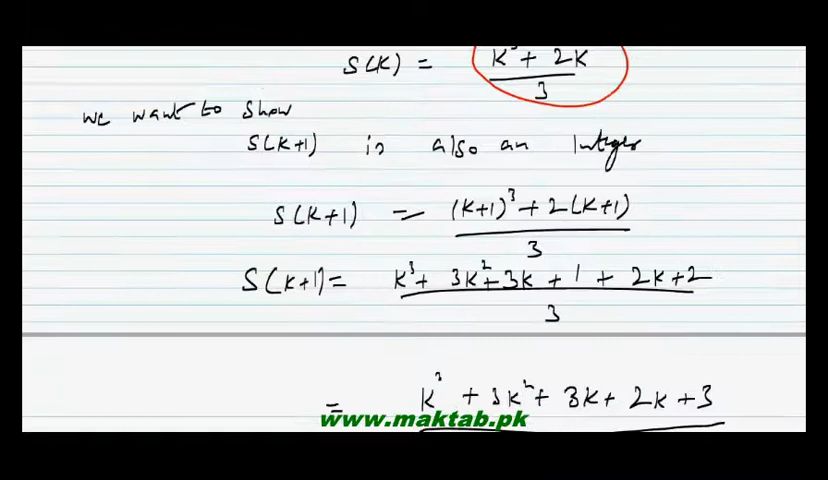 S(K) = K³ + 2K / 3
we want to show
S(K+1) is also an Integer
S(K+1) = (K+1)³ + 2(K+1) / 3
S(K+1) = K³ + 3K² + 3K + 1 + 2K + 2 / 3
= K³ + 3K² + 3K + 2K + 3
www.maktab.pk